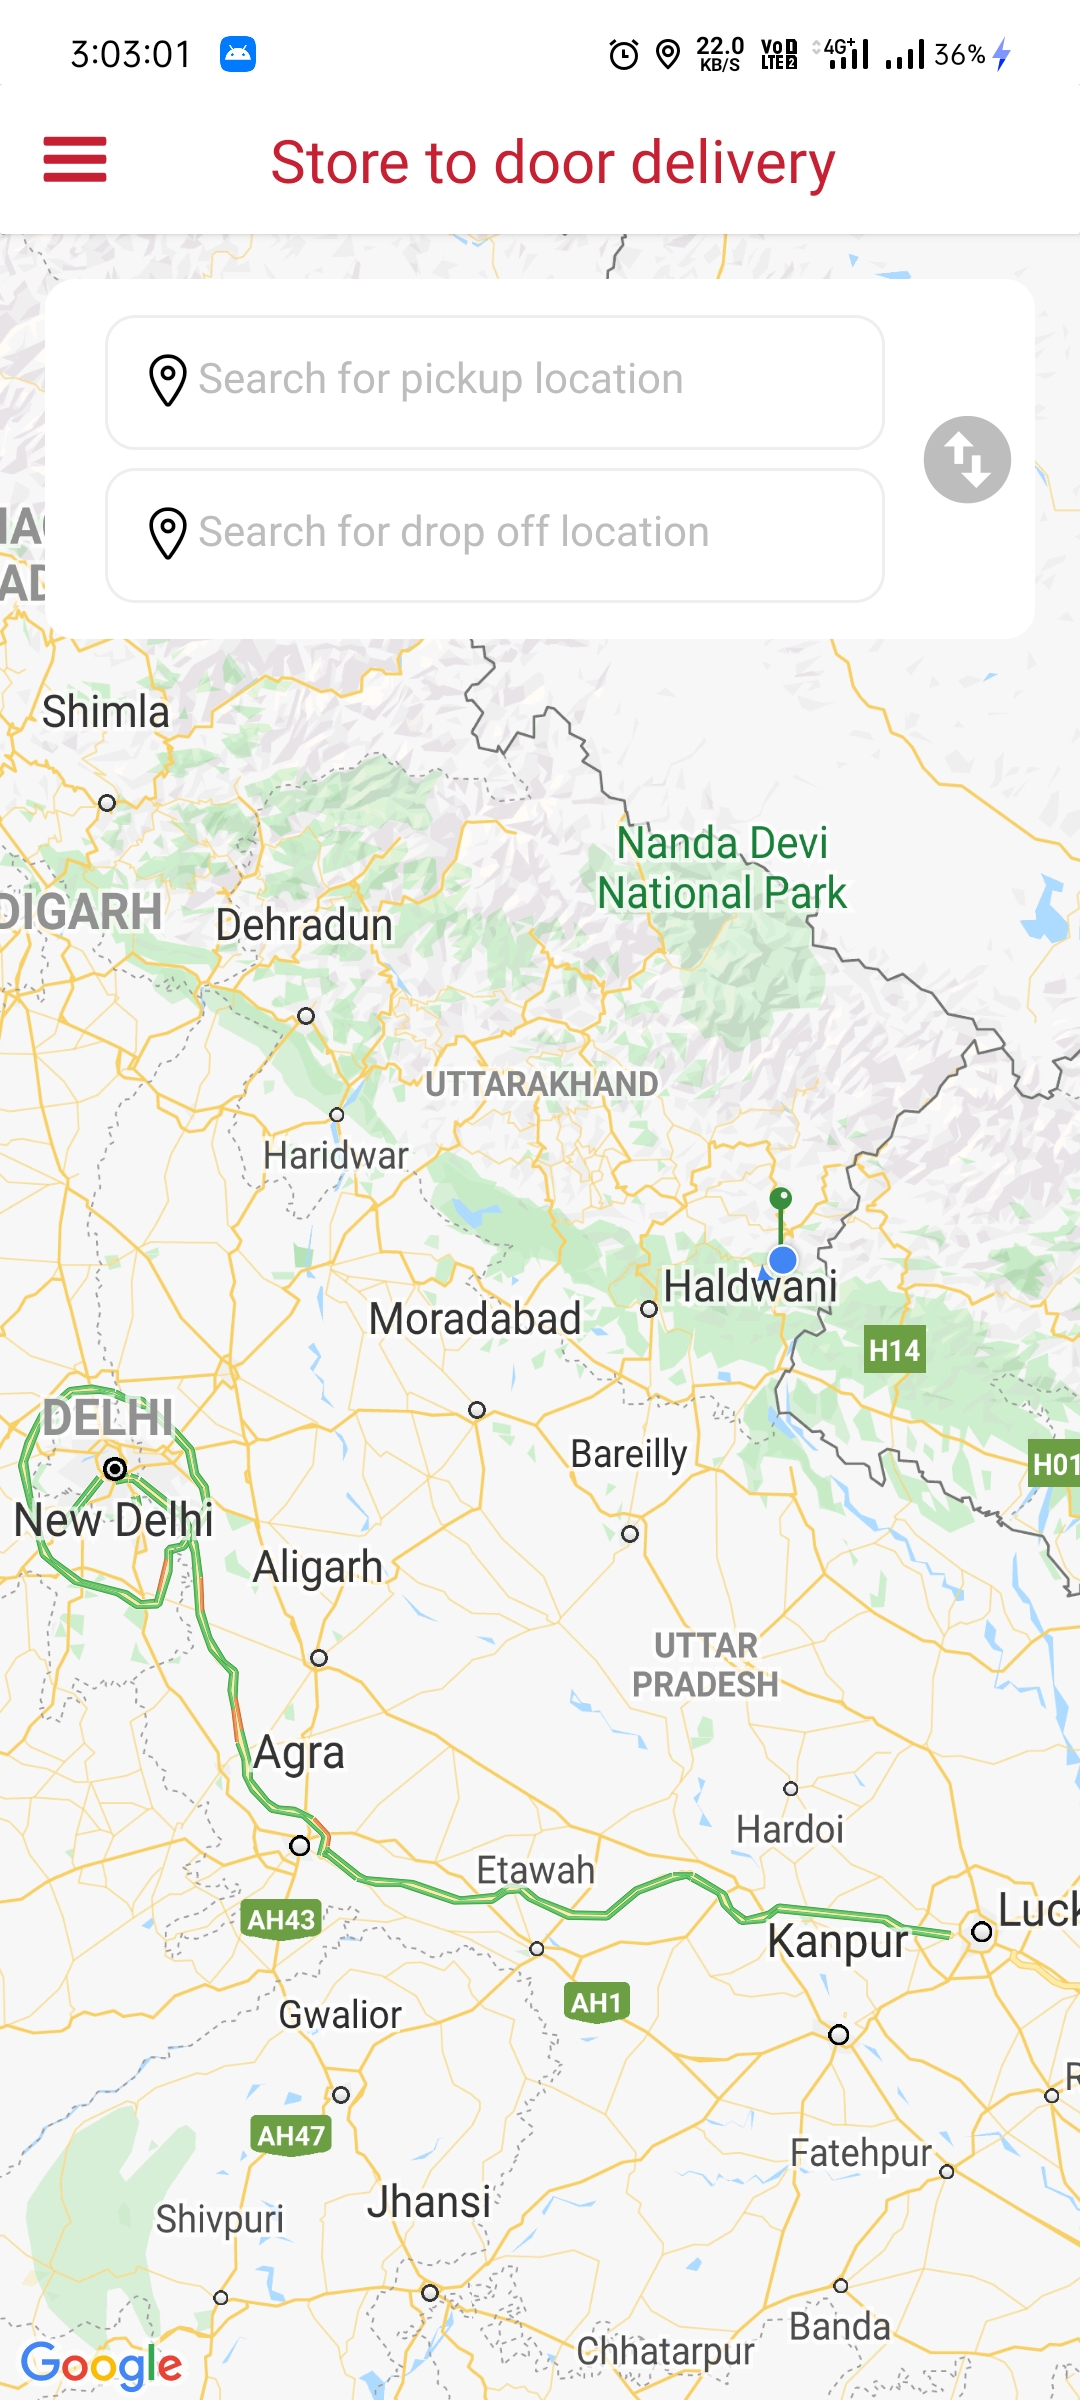 3:03:01
22.0
KB/S
Vo
LTE 2
4G+
36%
Store to door delivery
Search for pickup location
Search for drop off location
Shimla
Nanda Devi
National Park
DIGARH
Dehradun
UTTARAKHAND
Haridwar
Haldwani
Moradabad
H14
DELHI
Bareilly
H01
New Delhi
Aligarh
UTTAR
PRADESH
Agra
Hardoi
Etawah
Luck
AH43
Kanpur
AH1
Gwalior
R
AH47
Fatehpur
Jhansi
Shivpuri
Banda
Chhatarpur
Google